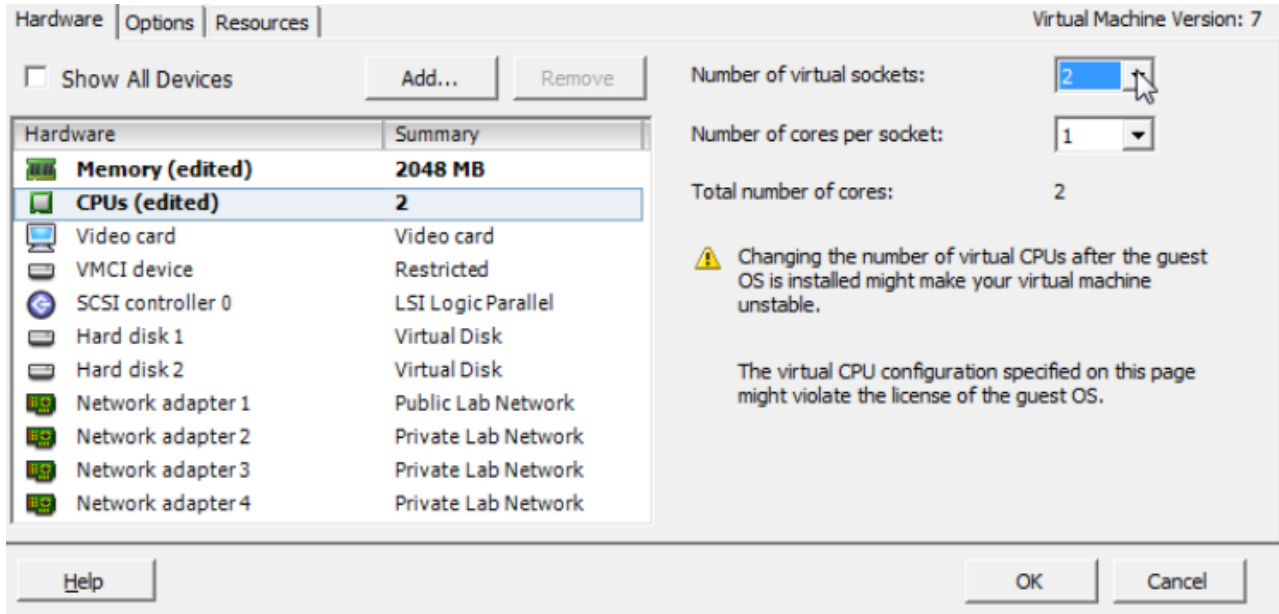 Hardware Options Resources Virtual Machine Version: 7
Show All Devices Add... Remove
Hardware Summary
Memory (edited) 2048 MB
CPUs (edited) 2
Video card Video card
VMCI device Restricted
SCSI controller 0 LSI Logic Parallel
Hard disk 1 Virtual Disk
Hard disk 2 Virtual Disk
Network adapter 1 Public Lab Network
Network adapter 2 Private Lab Network
Network adapter 3 Private Lab Network
Network adapter 4 Private Lab Network
Number of virtual sockets: 2
Number of cores per socket: 1
Total number of cores: 2
Changing the number of virtual CPUs after the guest
OS is installed might make your virtual machine
unstable.
The virtual CPU configuration specified on this page
might violate the license of the guest OS.
Help OK Cancel